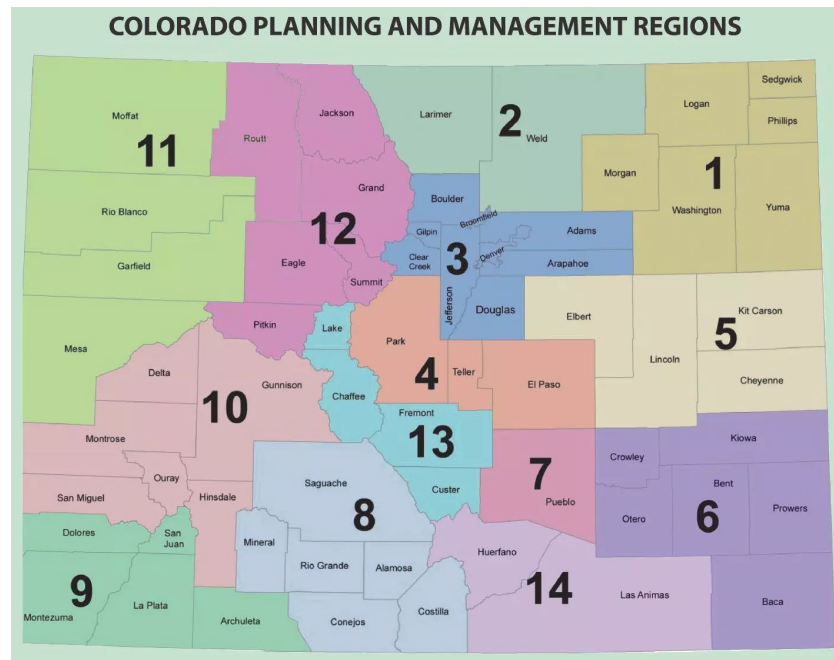 COLORADO PLANNING AND MANAGEMENT REGIONS
Sedgwick
Logan
Phillips
Moffat
Jackson
Larimer
2
Weld
Routt
11
Morgan
1
Grand
Washington
Yuma
Rio Blanco
Boulder
12
Gilpin
Broomfield
Adams
Garfield
Eagle
Clear
Creek
3
Denver
Arapahoe
Summit
Jefferson
Douglas
Elbert
Kit Carson
5
Pitkin
Lake
Park
Mesa
Lincoln
Delta
Gunnison
4
Teller
El Paso
Cheyenne
10
Chaffee
Fremont
13
Montrose
Kiowa
Crowley
Ouray
Saguache
Custer
7
Pueblo
Bent
6
Prowers
San Miguel
Hinsdale
8
Otero
Dolores
San
Juan
Mineral
Huerfano
Rio Grande
Alamosa
9
La Plata
14
Las Animas
Baca
Montezuma
Archuleta
Conejos
Costilla